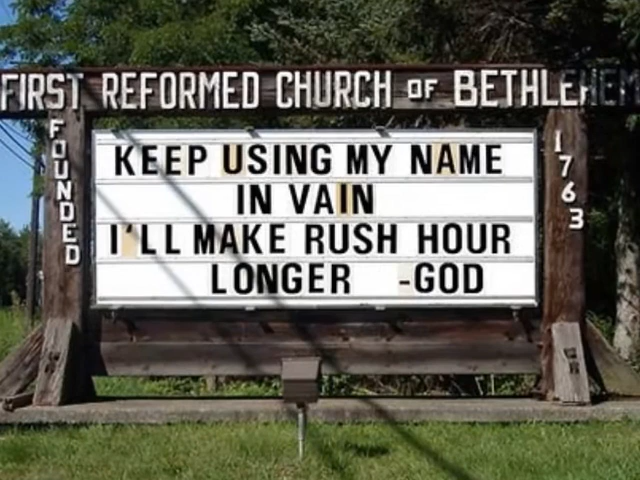 FIRST REFORMED CHURCH OF BETHLEHEM
FOUNDED
1763
KEEP USING MY NAME
IN VAIN
I'LL MAKE RUSH HOUR
LONGER -GOD